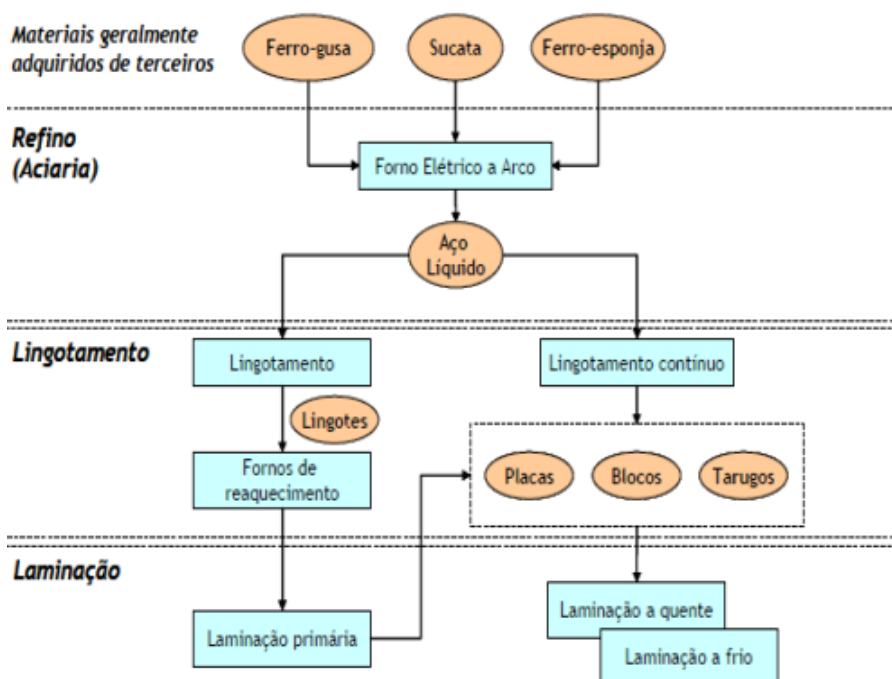 Materiais geralmente
adquiridos de terceiros
Ferro-gusa
Sucata
Ferro-esponja
Refino
(Aciaria)
Forno Elétrico a Arco
Aço
Líquido
Lingotamento
Lingotamento
Lingotamento contínuo
Lingotes
Fornos de
reaquecimento
Placas
Blocos
Tarugos
Laminação
Laminação primária
Laminação a quente
Laminação a frio